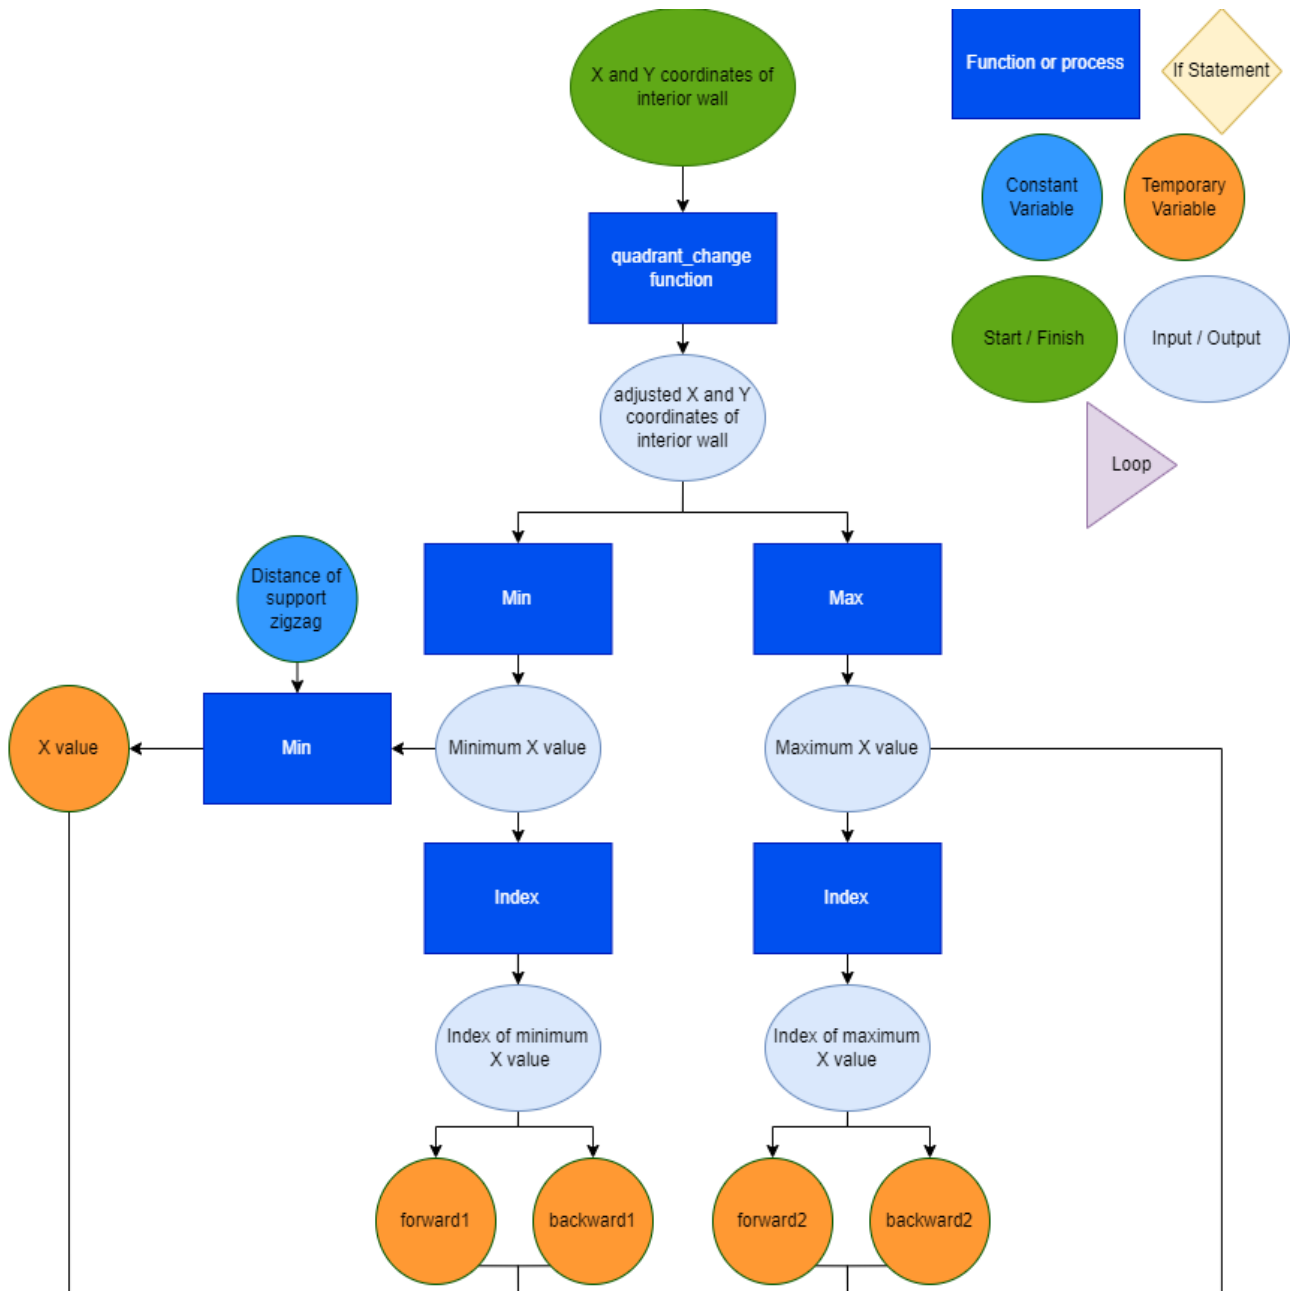 X and Y coordinates of
interior wall
Function or process
If Statement
Constant
Variable
Temporary
Variable
quadrant_change
function
Start / Finish
Input / Output
adjusted X and Y
coordinates of
interior wall
Loop
Distance of
support
zigzag
Min
Max
X value
Min
Minimum X value
Maximum X value
Index
Index
Index of minimum
X value
Index of maximum
X value
forward1
backward1
forward2
backward2